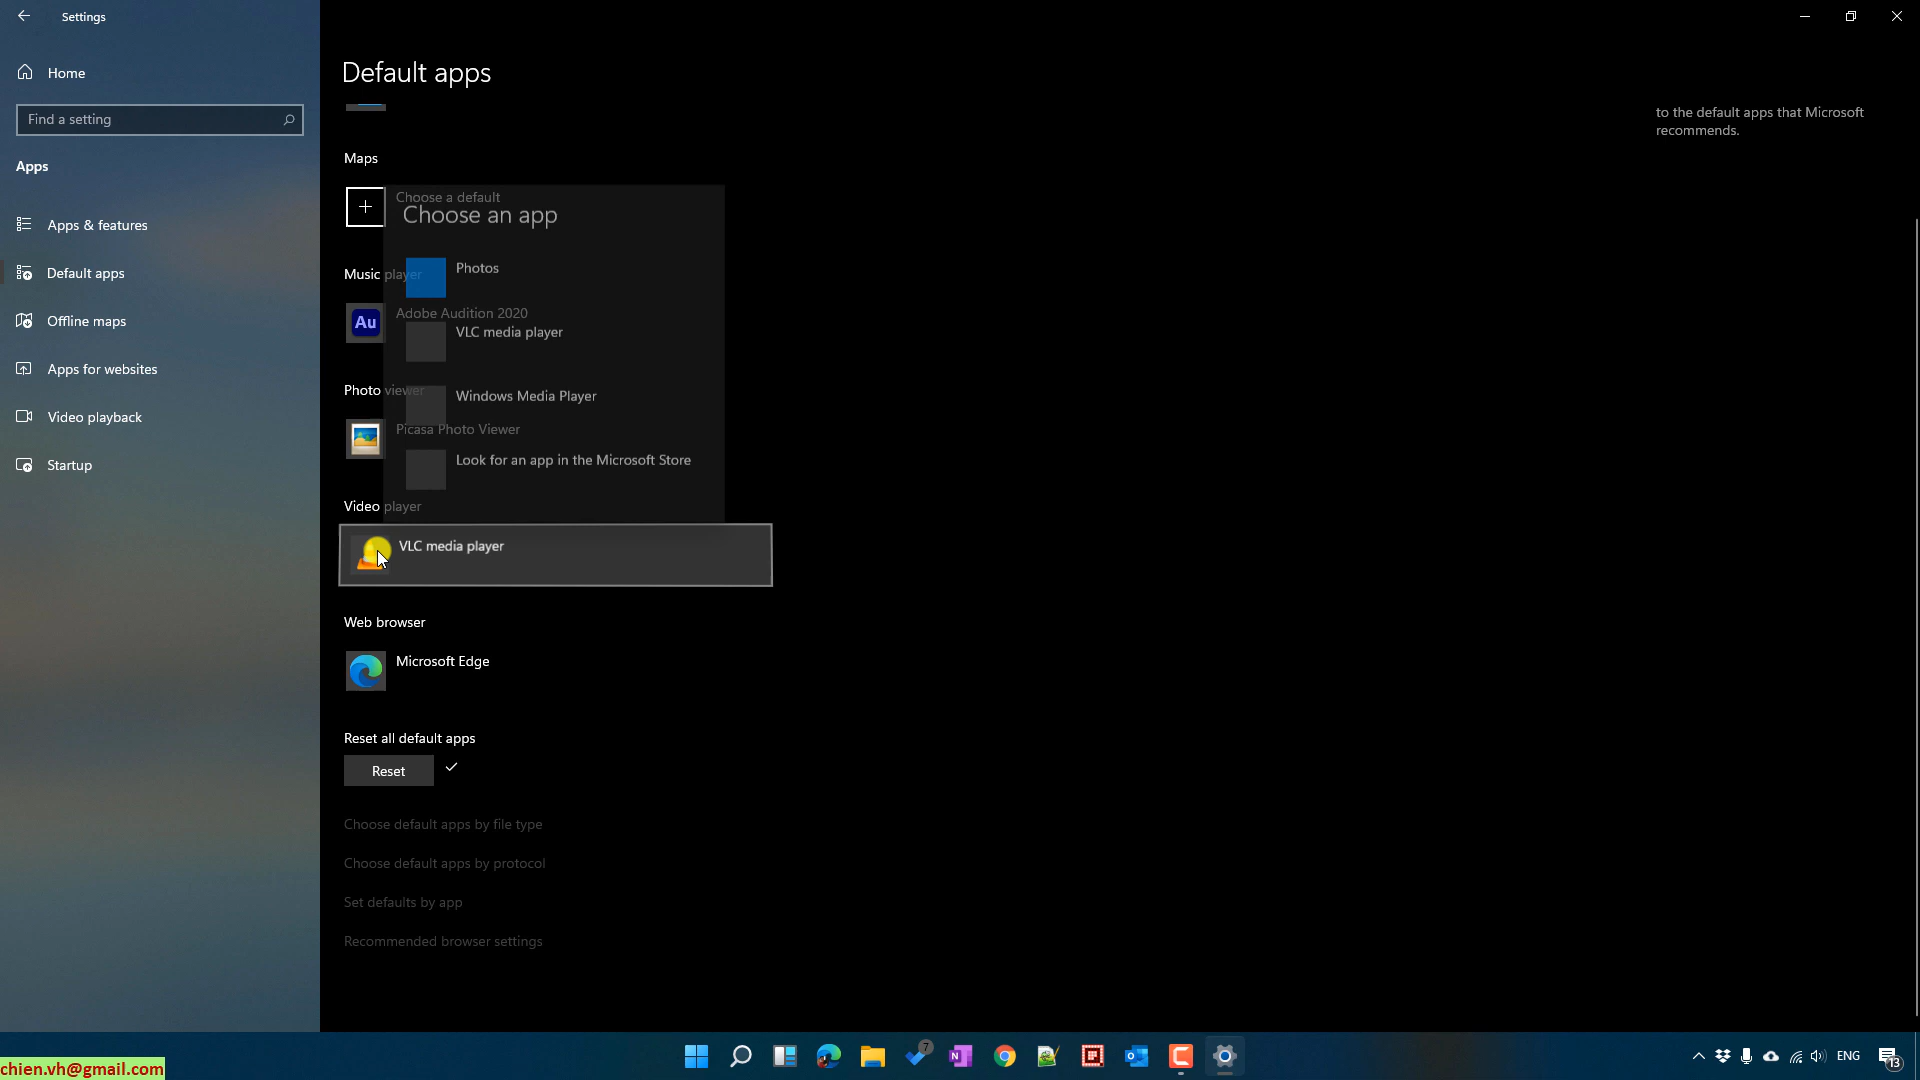 Settings
Home
Find a setting
Apps
Apps & features
Default apps
Offline maps
Apps for websites
Video playback
Startup
Default apps
to the default apps that Microsoft
recommends.
Maps
Choose a default
Choose an app
Photos
Music player
Adobe Audition 2020
Au
VLC media player
Photo viewer
Windows Media Player
Picasa Photo Viewer
Look for an app in the Microsoft Store
Video player
VLC media player
Web browser
Microsoft Edge
Reset all default apps
Reset
Choose default apps by file type
Choose default apps by protocol
Set defaults by app
Recommended browser settings
7
ENG
13
chien.vh@gmail.com